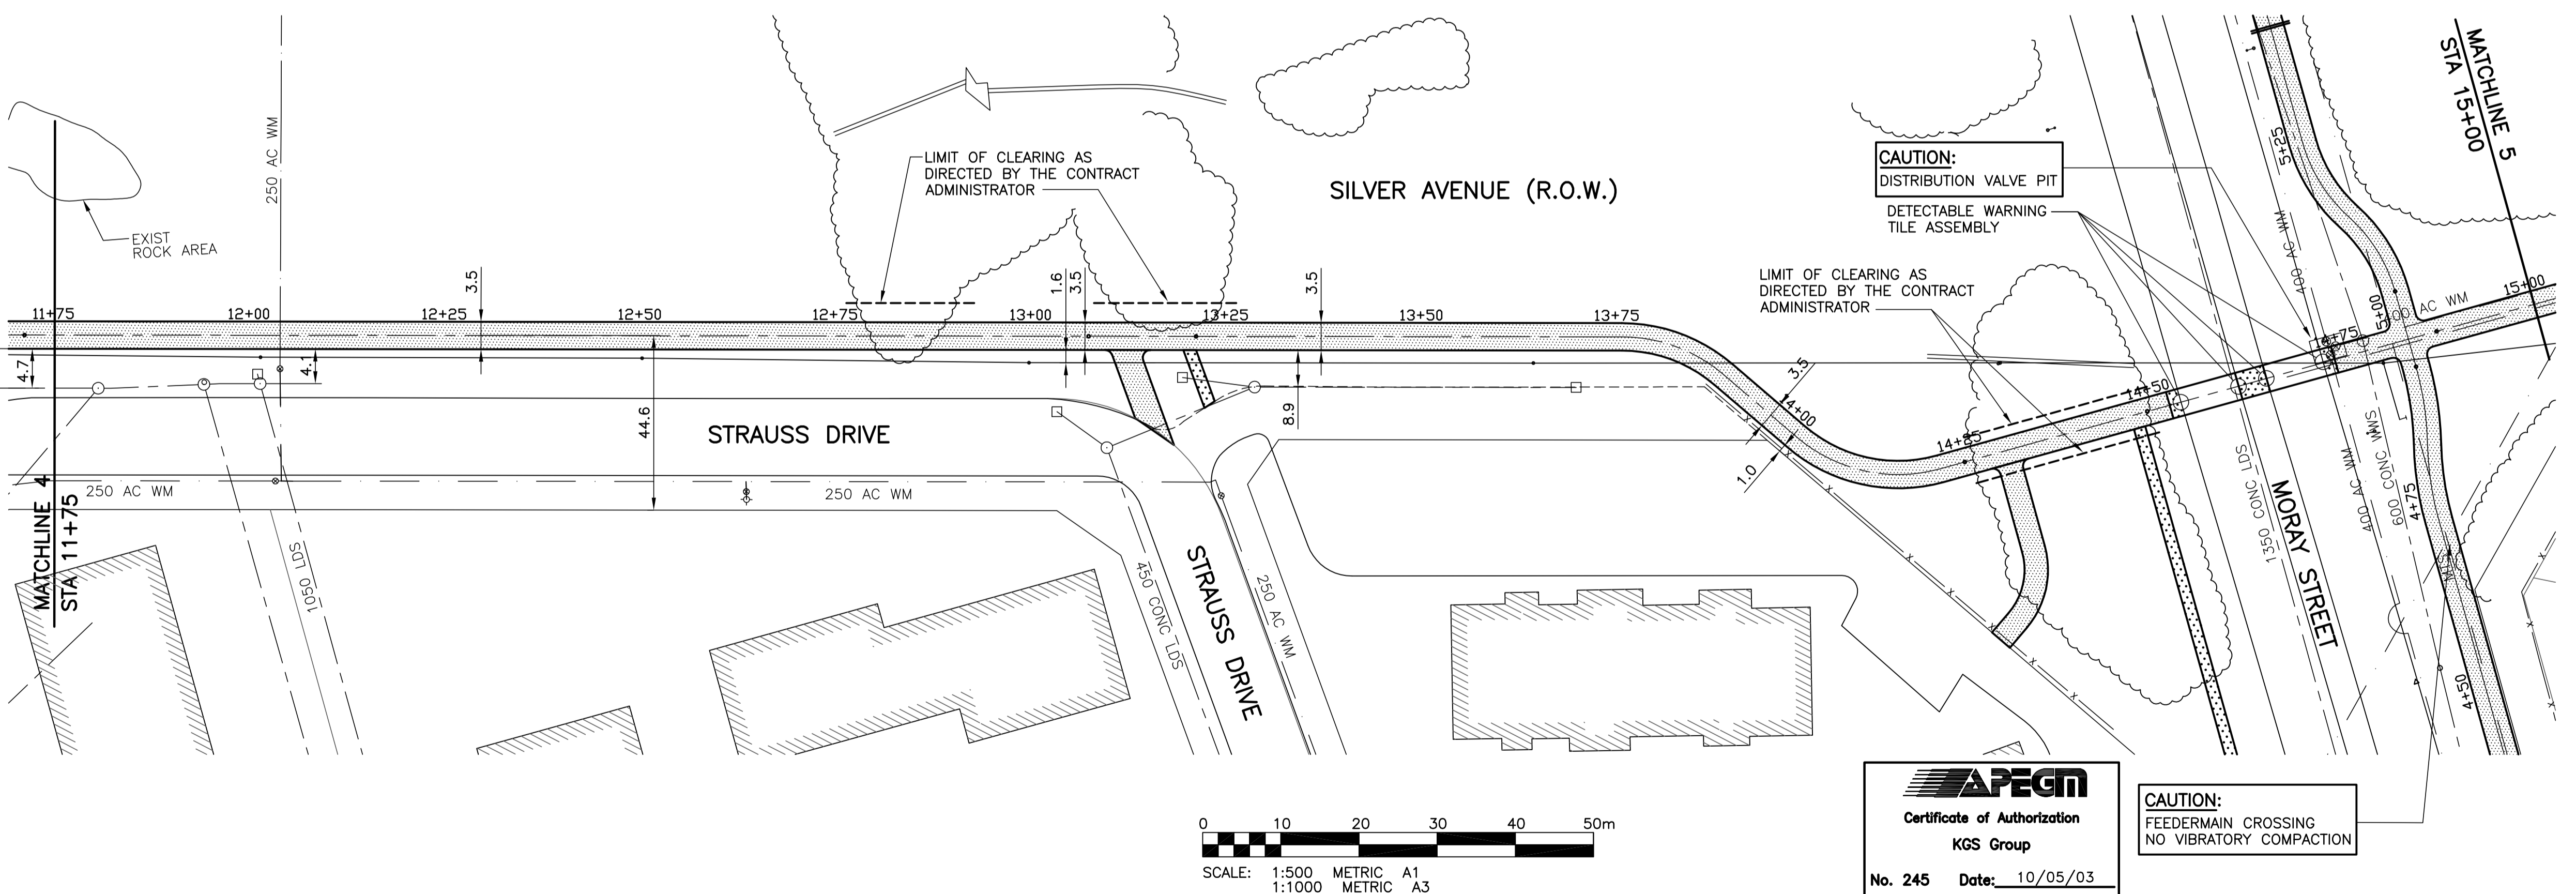 MATCHLINE 4
STA 11+75
EXIST
ROCK AREA
250 AC WM
LIMIT OF CLEARING AS
DIRECTED BY THE CONTRACT
ADMINISTRATOR
SILVER AVENUE (R.O.W.)
CAUTION:
DISTRIBUTION VALVE PIT
DETECTABLE WARNING
TILE ASSEMBLY
LIMIT OF CLEARING AS
DIRECTED BY THE CONTRACT
ADMINISTRATOR
MATCHLINE 5
STA 15+00
11+75
12+00
12+25
12+50
12+75
13+00
13+25
13+50
13+75
14+00
14+25
14+50
15+00
5+25
5+00
4+75
4+50
4.7
4.1
3.5
44.6
1.6
3.5
3.5
8.9
3.5
1.0
STRAUSS DRIVE
250 AC WM
250 AC WM
1050 LDS
450 CONC LDS
STRAUSS DRIVE
250 AC WM
400 AC WM
1350 CONC LDS
MORAY STREET
400 AC WM
600 CONC WWS
0 10 20 30 40 50m
SCALE: 1:500 METRIC A1
1:1000 METRIC A3
APEGM
Certificate of Authorization
KGS Group
No. 245 Date: 10/05/03
CAUTION:
FEEDERMAIN CROSSING
NO VIBRATORY COMPACTION